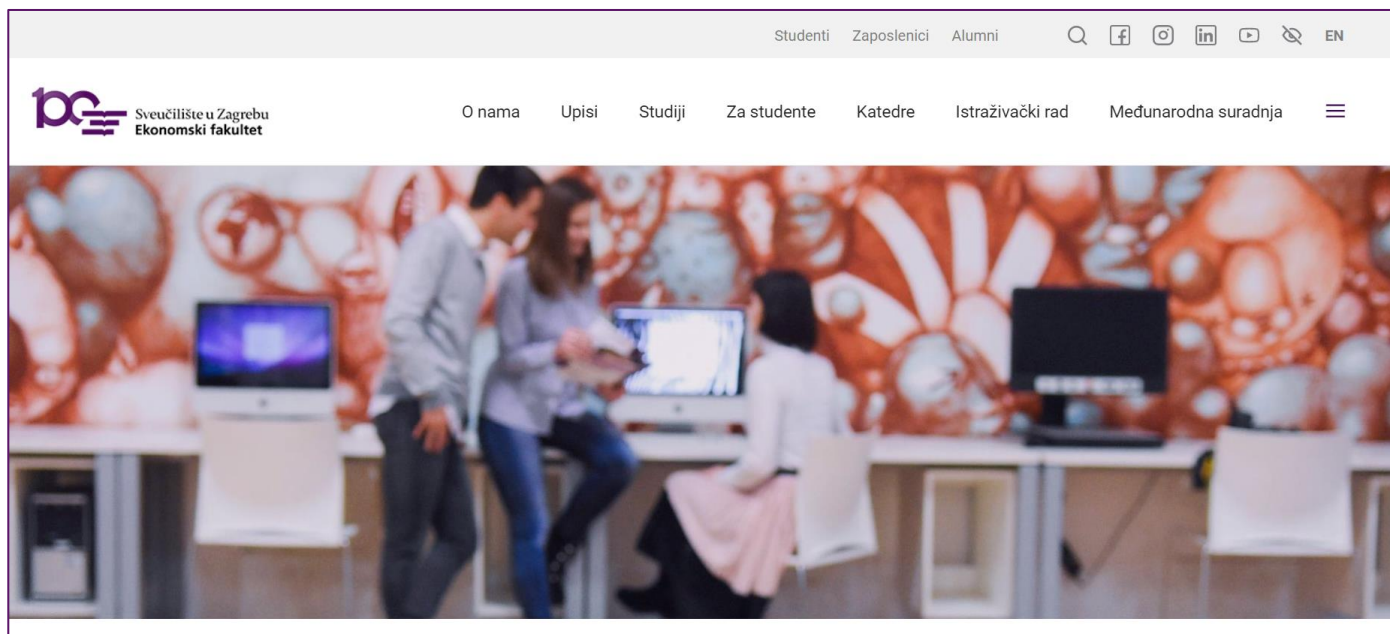 Studenti Zaposlenici Alumni EN
Sveučilište u Zagrebu
Ekonomski fakultet
O nama Upisi Studiji Za studente Katedre Istraživački rad Međunarodna suradnja